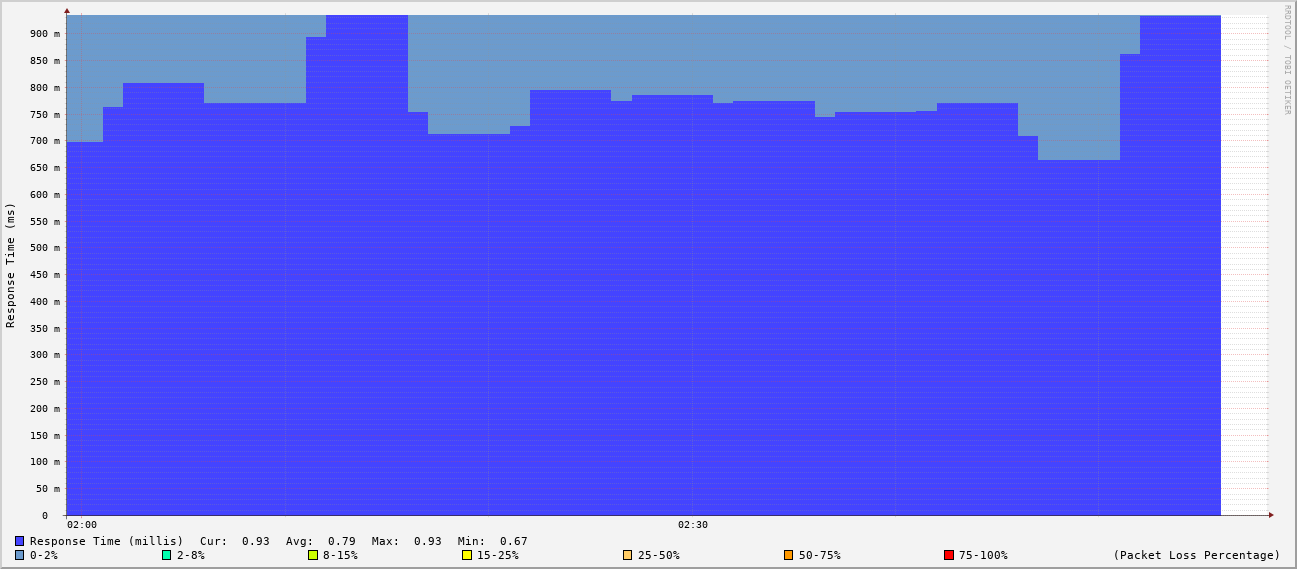 RRDTOOL / TOBI OETIKER
Response Time (ms)
900 m
850 m
800 m
750 m
700 m
650 m
600 m
550 m
500 m
450 m
400 m
350 m
300 m
250 m
200 m
150 m
100 m
50 m
0
02:00 02:30
Response Time (millis) Cur: 0.93 Avg: 0.79 Max: 0.93 Min: 0.67
0-2% 2-8% 8-15% 15-25% 25-50% 50-75% 75-100% (Packet Loss Percentage)